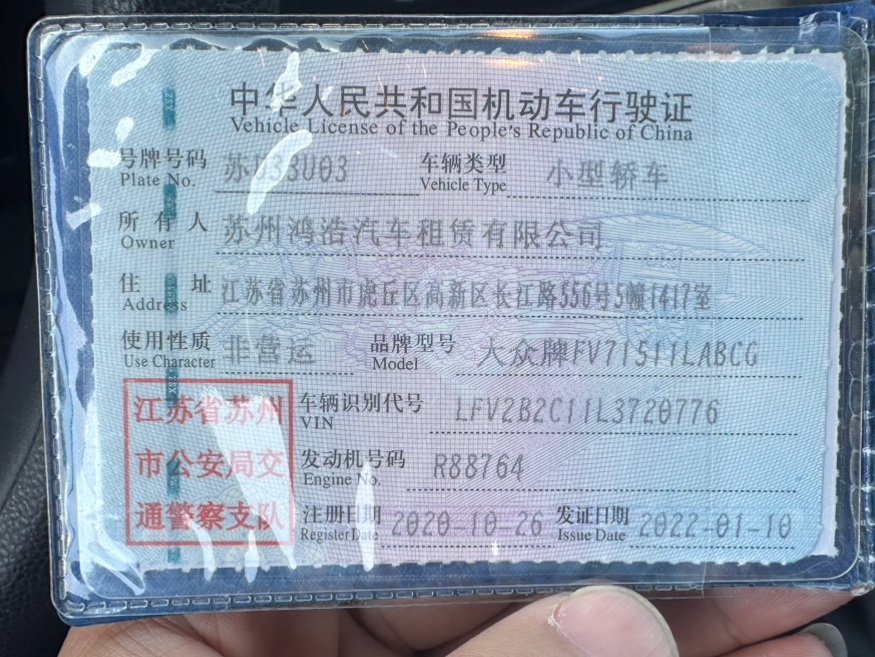 中华人民共和国机动车行驶证
Vehicle License of the People's Republic of China
号牌号码 车辆类型 小型轿车
Plate No. Vehicle Type
所有人 苏州鸿浩汽车租赁有限公司
Owner
住址 江苏省苏州市虎丘区高新区长江路556号5幢1417室
Address
使用性质 非营运 品牌型号 大众牌FV71511LABCG
Use Character Model
江苏省苏州 车辆识别代号 LFV2B2C11L3720776
VIN
市公安局交 发动机号码 R88764
Engine No.
通警察支队 注册日期 2020-10-26 发证日期 2022-01-10
Register Date Issue Date